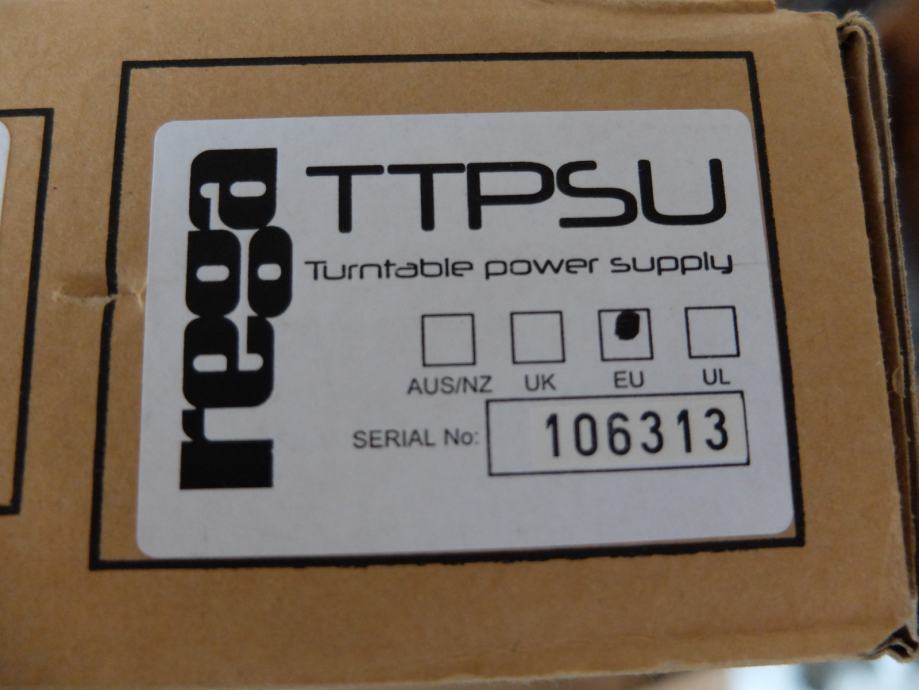 rega
TTPSU
Turntable power supply
AUS/NZ UK EU UL
SERIAL No: 106313